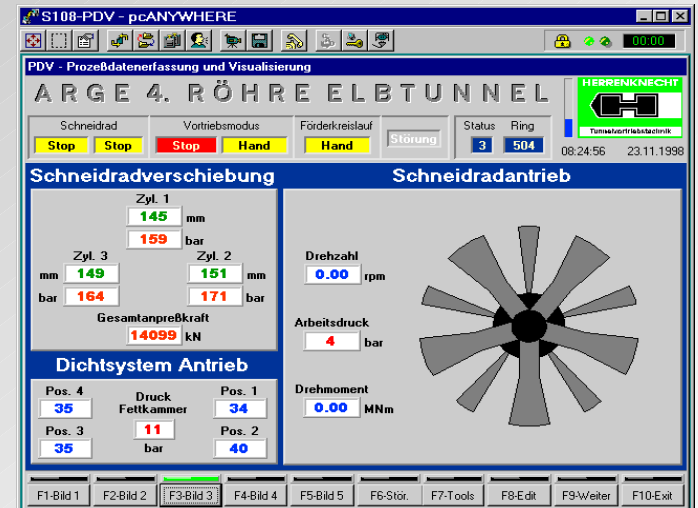 S108-PDV - pcANYWHERE
00:00
PDV - Prozeßdatenerfassung und Visualisierung
ARGE 4. RÖHRE ELBTUNNEL
HERRENKNECHT
Tunnelvortriebstechnik
Schneidrad Vortriebsmodus Förderkreislauf Störung Status Ring
Stop Stop Stop Hand Hand 3 504
08:24:56 23.11.1998
Schneidradverschiebung
Zyl. 1
145 mm
159 bar
Zyl. 3 Zyl. 2
mm 149 151 mm
bar 164 171 bar
Gesamtanpreßkraft
14099 kN
Dichtsystem Antrieb
Pos. 4 Druck Fettkammer Pos. 1
35 34
Pos. 3 11 Pos. 2
35 bar 40
Schneidradantrieb
Drehzahl
0.00 rpm
Arbeitsdruck
4 bar
Drehmoment
0.00 MNm
F1-Bild 1 F2-Bild 2 F3-Bild 3 F4-Bild 4 F5-Bild 5 F6-Stör. F7-Tools F8-Edit F9-Weiter F10-Exit